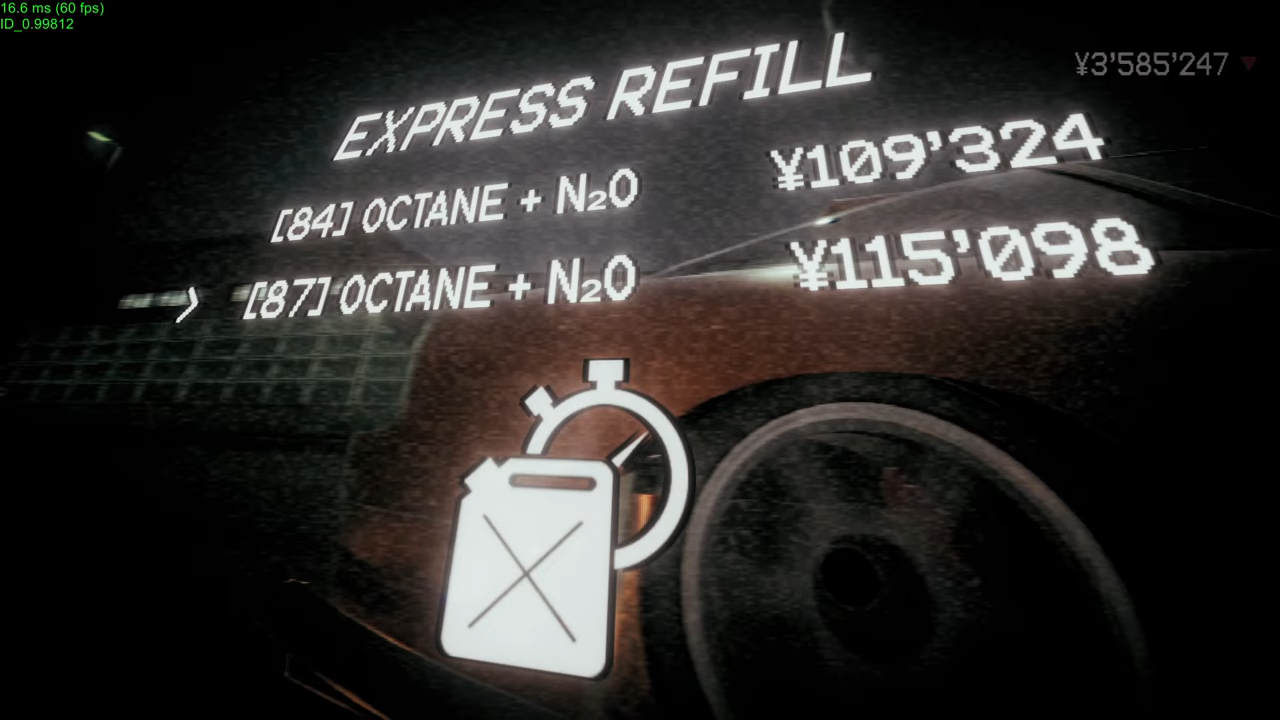 16.6 ms (60 fps)
ID_0.99812
¥3'585'247
EXPRESS REFILL
[84] OCTANE + N₂O ¥109'324
[87] OCTANE + N₂O ¥115'098